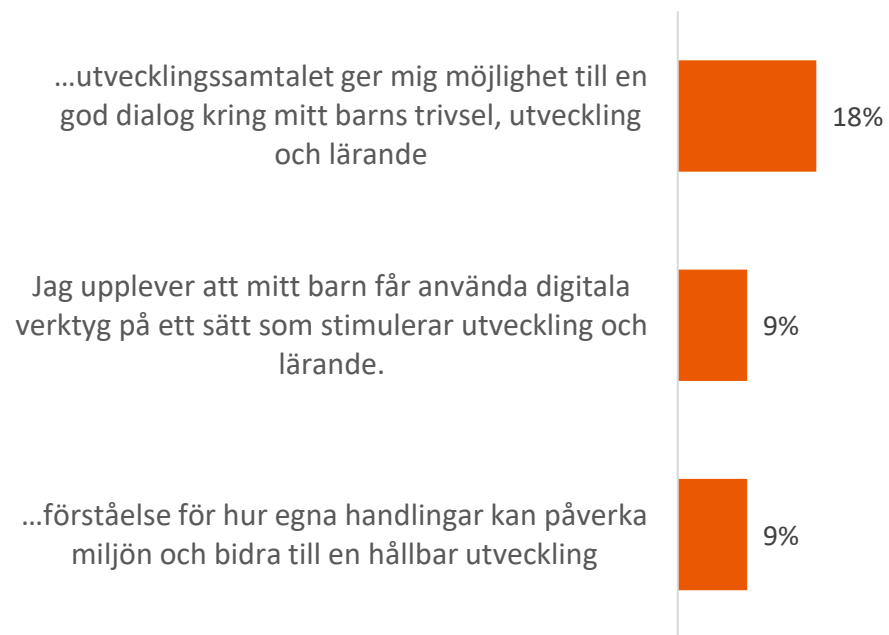 ...utvecklingssamtalet ger mig möjlighet till en
god dialog kring mitt barns trivsel, utveckling
och lärande
18%
Jag upplever att mitt barn får använda digitala
verktyg på ett sätt som stimulerar utveckling och
lärande.
9%
...förståelse för hur egna handlingar kan påverka
miljön och bidra till en hållbar utveckling
9%